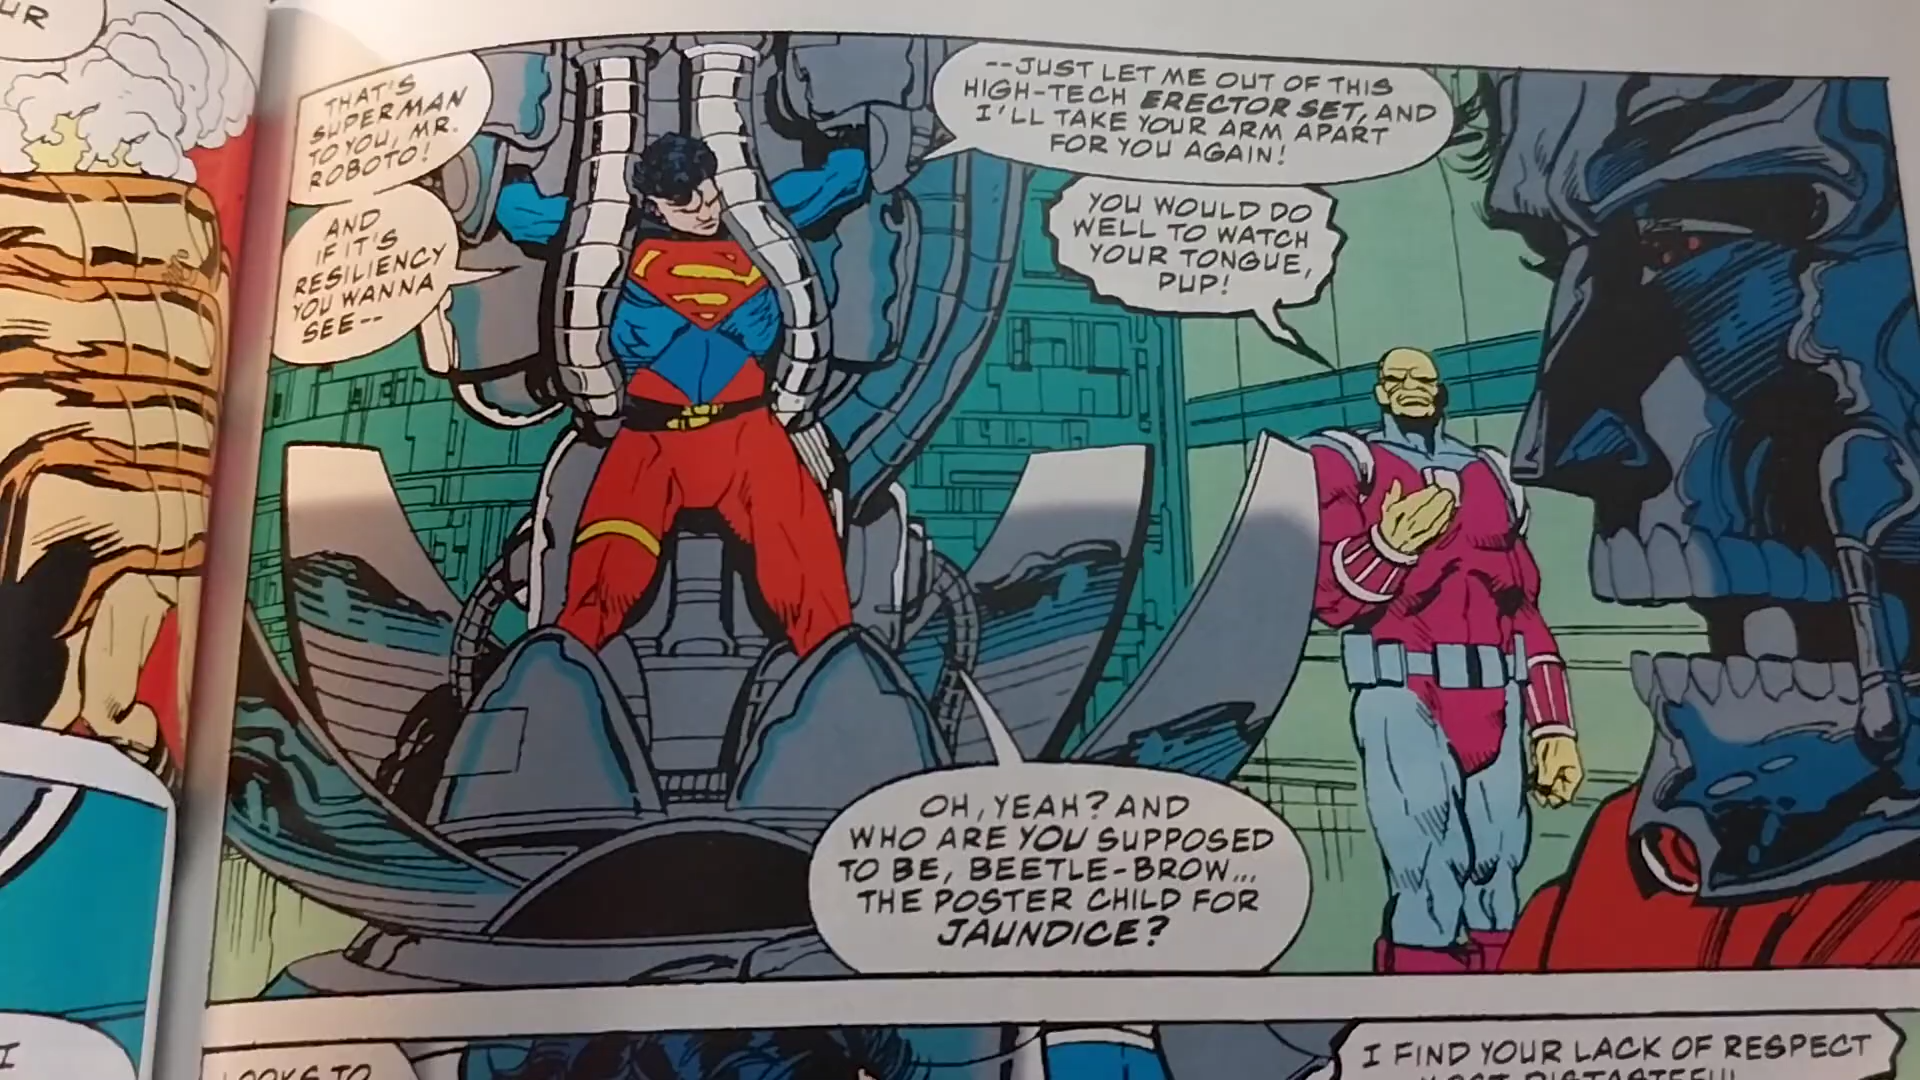 UR
THAT'S
SUPERMAN
TO YOU, MR.
ROBOTO!
AND
IF IT'S
RESILIENCY
YOU WANNA
SEE--
--JUST LET ME OUT OF THIS
HIGH-TECH ERECTOR SET, AND
I'LL TAKE YOUR ARM APART
FOR YOU AGAIN!
YOU WOULD DO
WELL TO WATCH
YOUR TONGUE,
PUP!
OH, YEAH? AND
WHO ARE YOU SUPPOSED
TO BE, BEETLE-BROW...
THE POSTER CHILD FOR
JAUNDICE?
I
LOOKS TO
I FIND YOUR LACK OF RESPECT